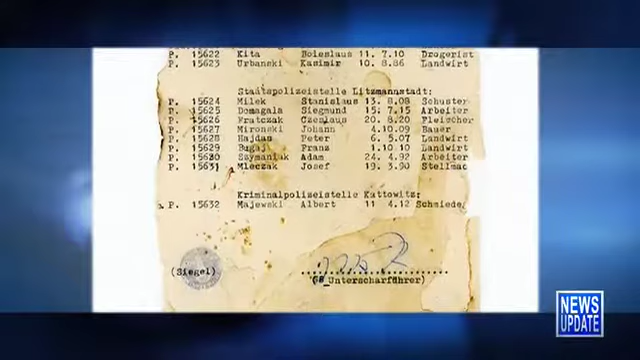 P. 15622 Kita Boleslaus 11. 7.10 Drogerist
P. 15623 Urbanski Kasimir 10. 8.86 Landwirt
Staatspolizeistelle Litzmannstadt:
P. 15624 Milek Stanislaus 13. 8.08 Schuster
P. 15625 Domagala Siegmund 15. 7.15 Arbeiter
P. 15626 Fratczak Czeslaus 20. 8.20 Fleischer
P. 15627 Mironski Johann 4.10.09 Bauer
P. 15628 Hajdan Peter 6. 5.07 Landwirt
P. 15629 Bugaj Franz 1.10.10 Landwirt
P. 15630 Szymaniak Adam 24. 4.92 Arbeiter
P. 15631 Mleczak Josef 19. 3.90 Stellmac
Kriminalpolizeistelle Kattowitz:
P. 15632 Majewski Albert 11 4.12 Schmiede
(Siegel)
Unterscharführer)
NEWS
UPDATE